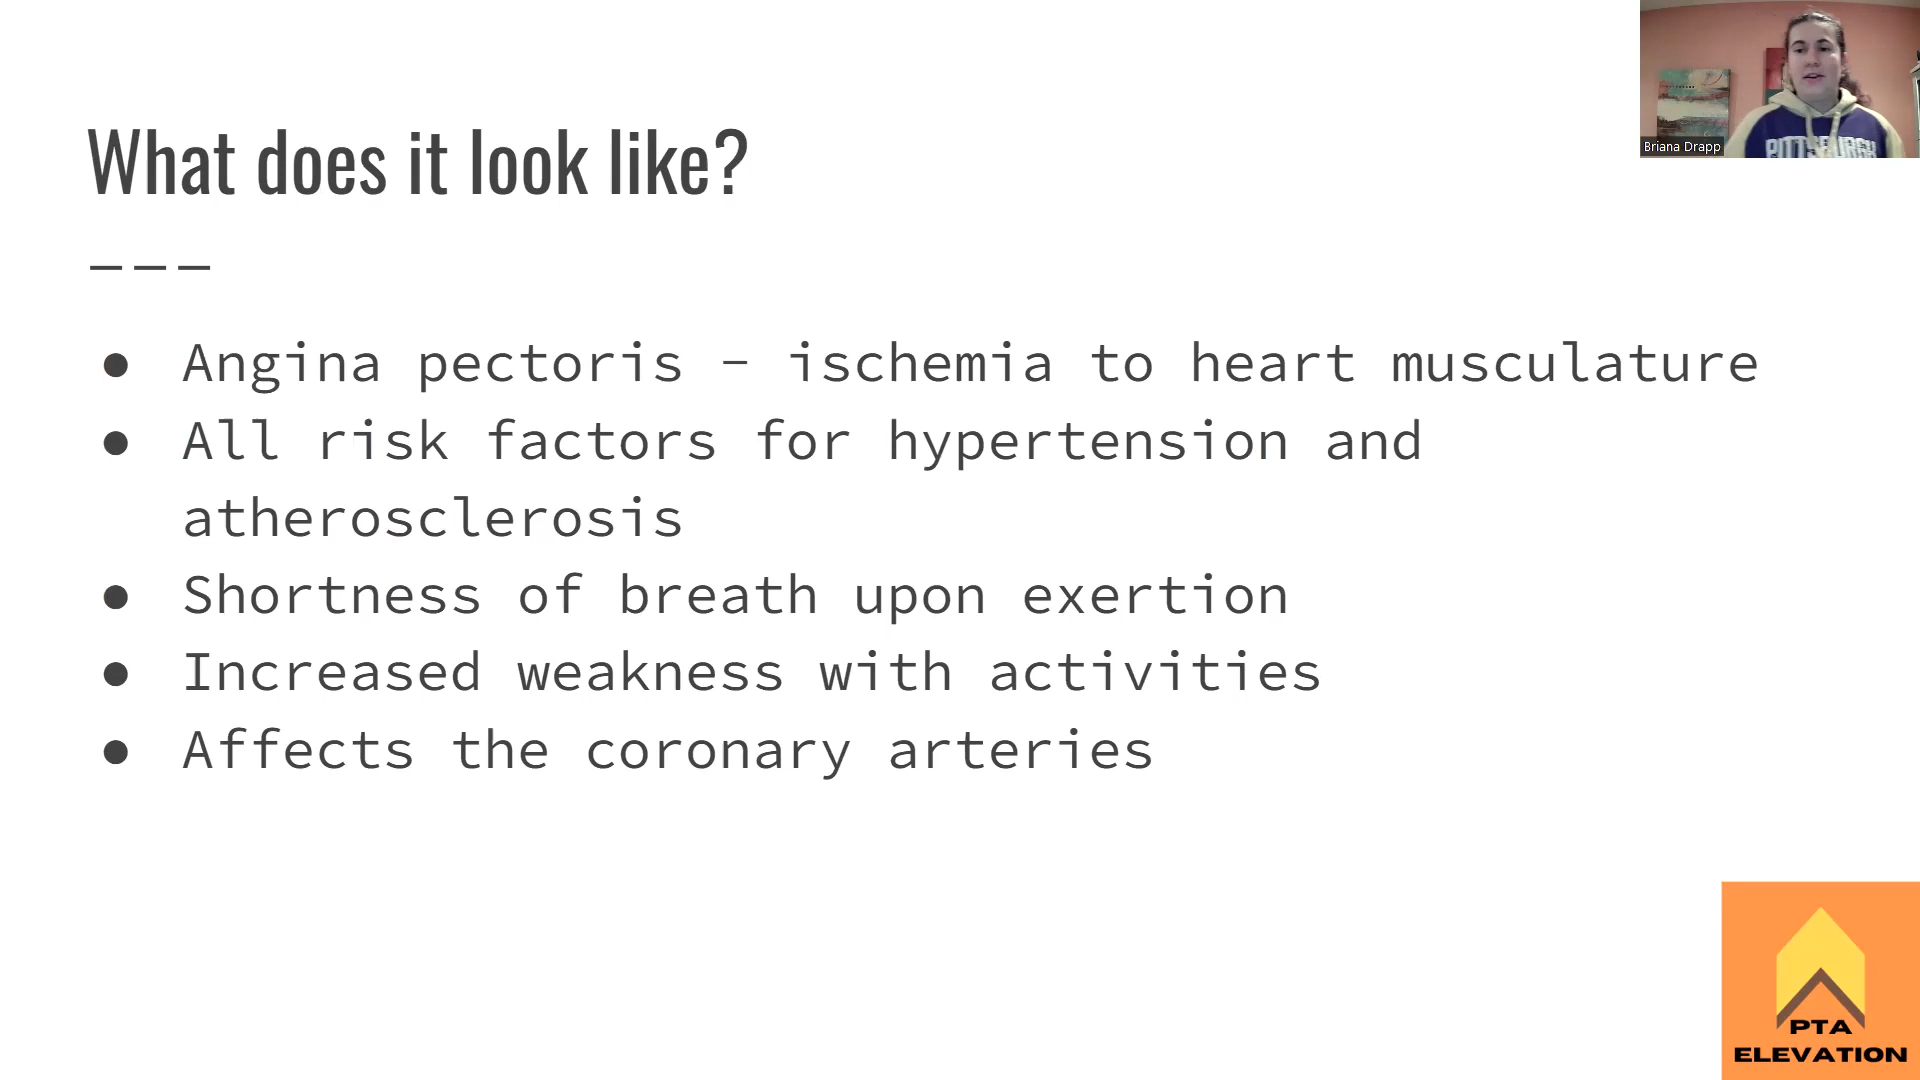 What does it look like?
– – –
● Angina pectoris – ischemia to heart musculature
● All risk factors for hypertension and
atherosclerosis
● Shortness of breath upon exertion
● Increased weakness with activities
● Affects the coronary arteries
Briana Drapp
PITTSBURGH
PTA
ELEVATION